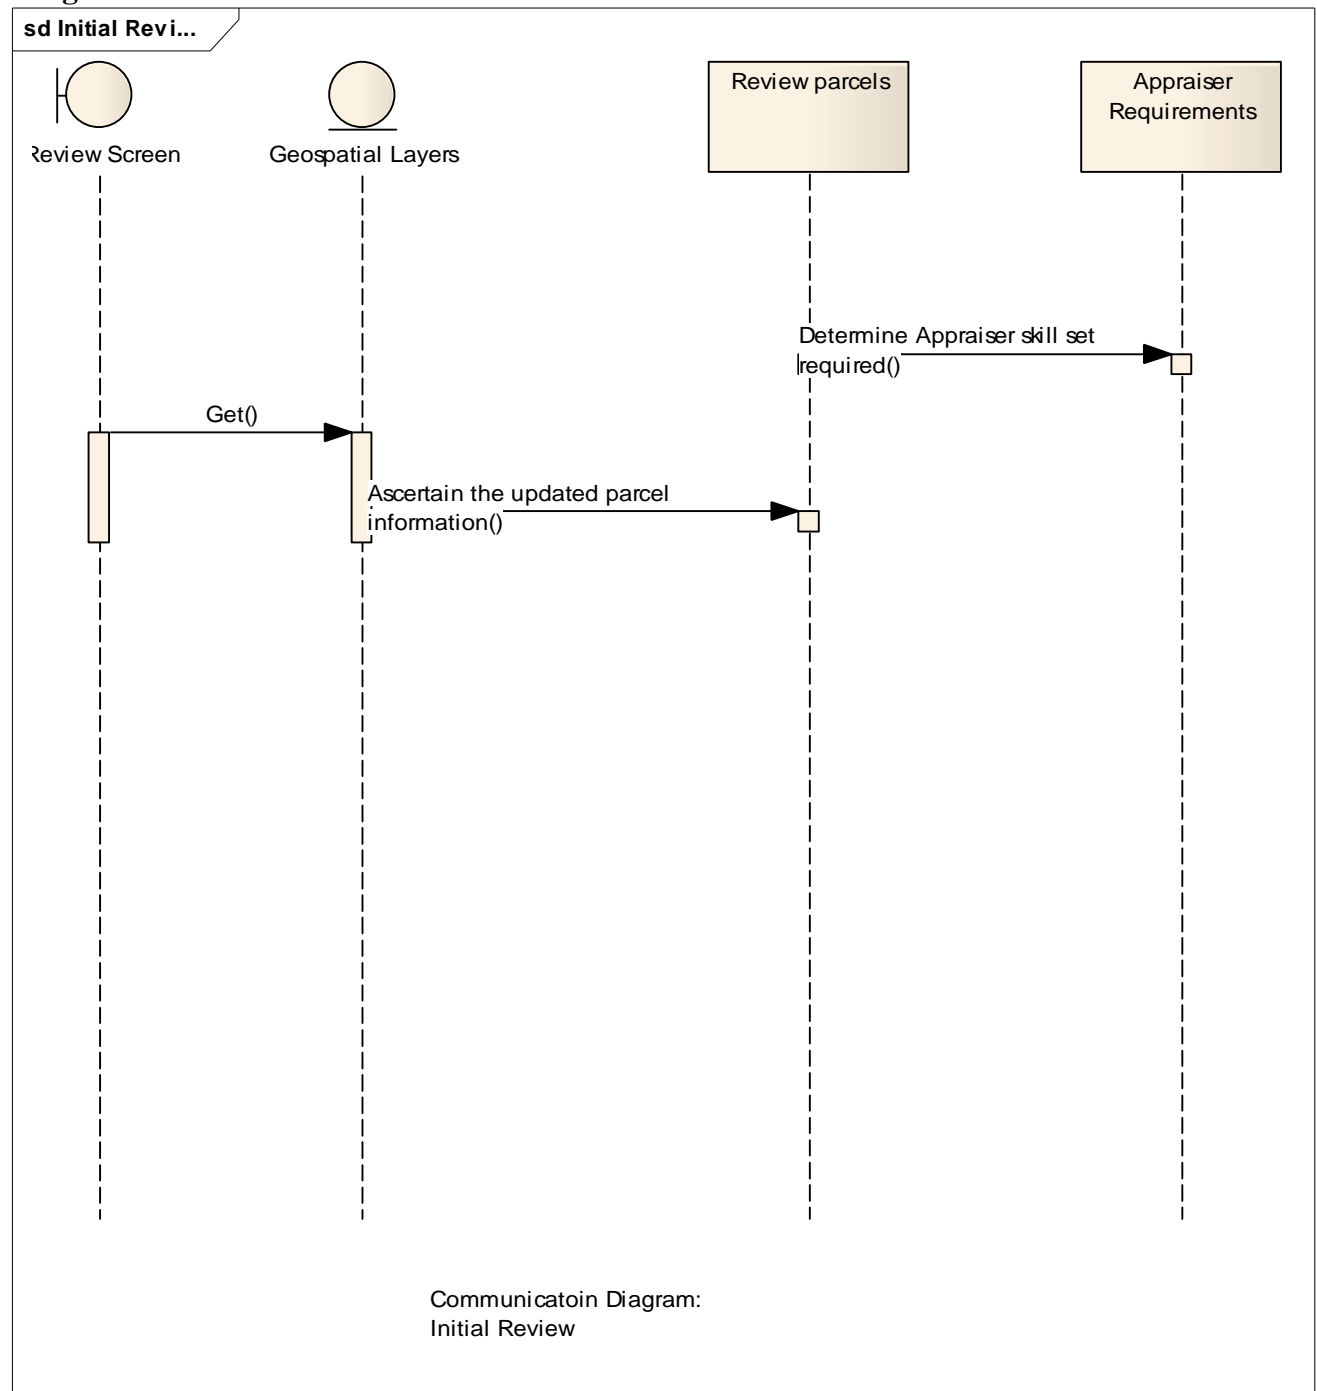 sd Initial Revi...
Review Screen
Geospatial Layers
Review parcels
Appraiser
Requirements
Determine Appraiser skill set
required()
Get()
Ascertain the updated parcel
information()
Communicatoin Diagram:
Initial Review